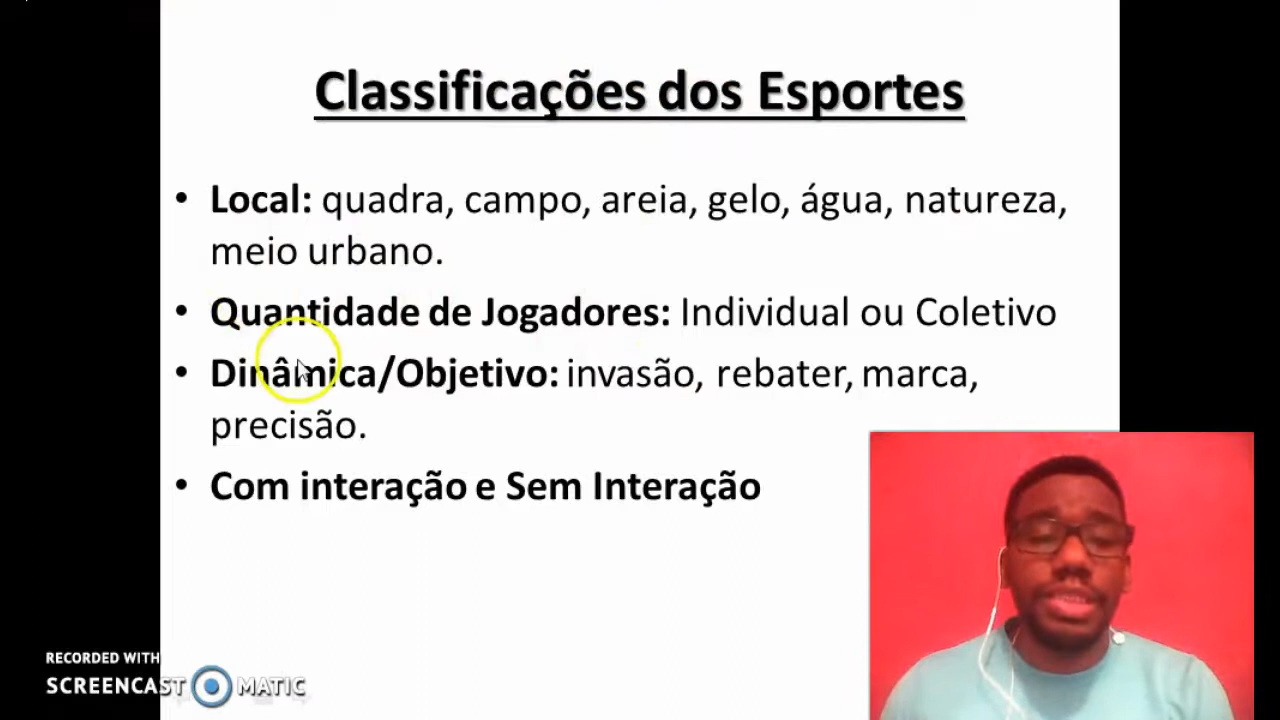 Classificações dos Esportes
• Local: quadra, campo, areia, gelo, água, natureza,
meio urbano.
• Quantidade de Jogadores: Individual ou Coletivo
• Dinâmica/Objetivo: invasão, rebater, marca,
precisão.
• Com interação e Sem Interação
RECORDED WITH
SCREENCAST MATIC